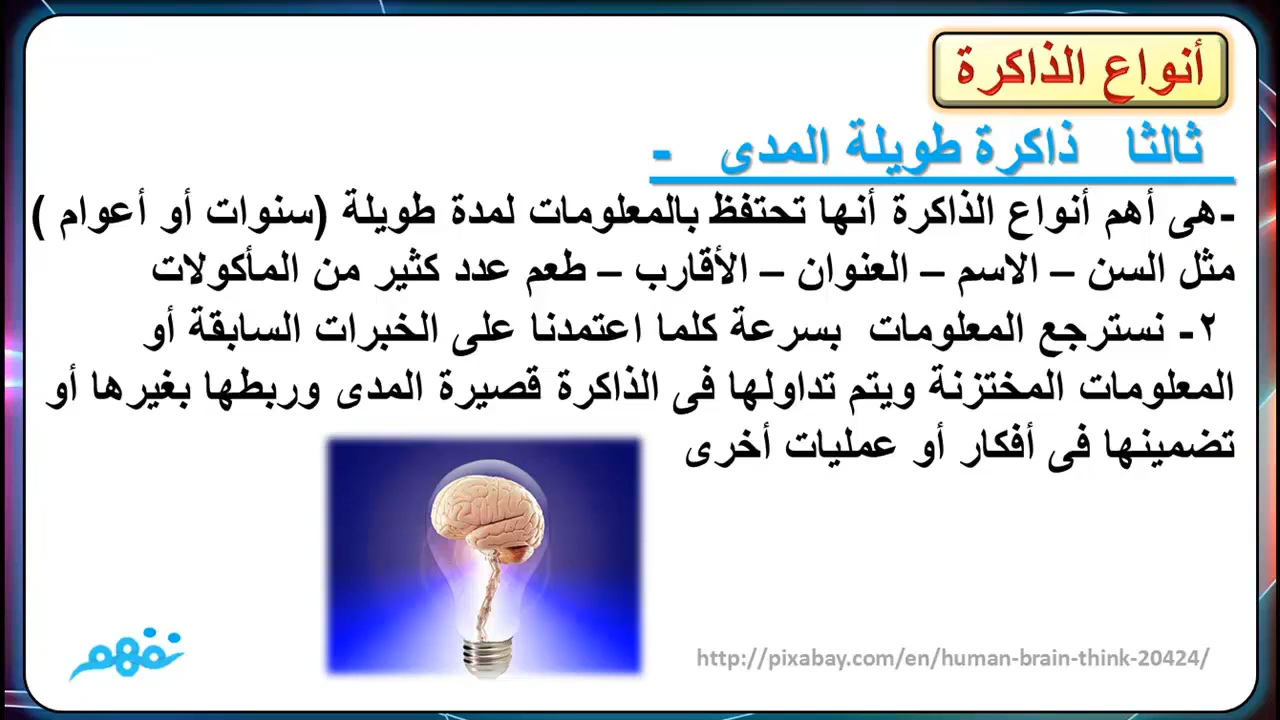 أنواع الذاكرة
ثالثا ذاكرة طويلة المدى -
-هى أهم أنواع الذاكرة أنها تحتفظ بالمعلومات لمدة طويلة (سنوات أو أعوام )
مثل السن – الاسم – العنوان – الأقارب – طعم عدد كثير من المأكولات
٢- نسترجع المعلومات بسرعة كلما اعتمدنا على الخبرات السابقة أو
المعلومات المختزنة ويتم تداولها فى الذاكرة قصيرة المدى وربطها بغيرها أو
تضمينها فى أفكار أو عمليات أخرى
نفهم
http://pixabay.com/en/human-brain-think-20424/